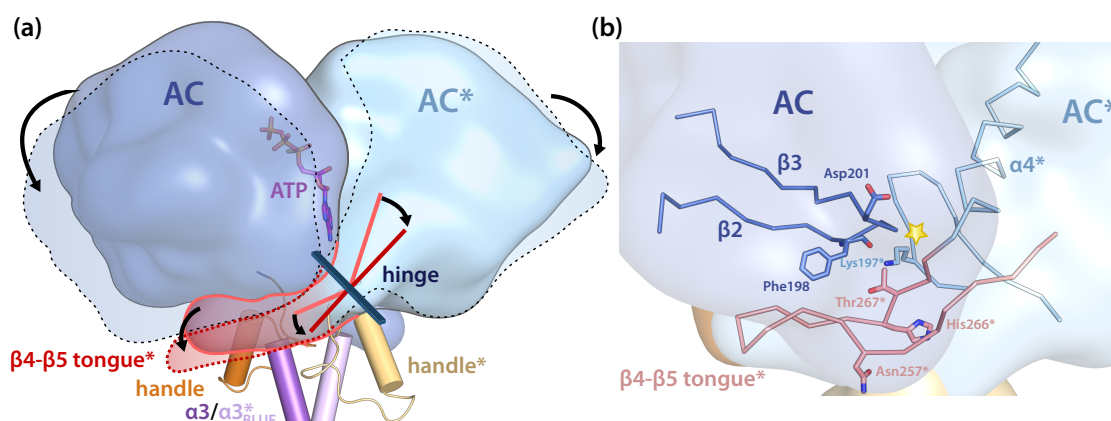 (a)
AC
AC*
ATP
hinge
β4-β5 tongue*
handle
handle*
α3/α3*BLUF
(b)
AC
AC*
β3
Asp201
α4*
β2
Lys197*
Phe198
Thr267*
His266*
β4-β5 tongue*
Asn257*